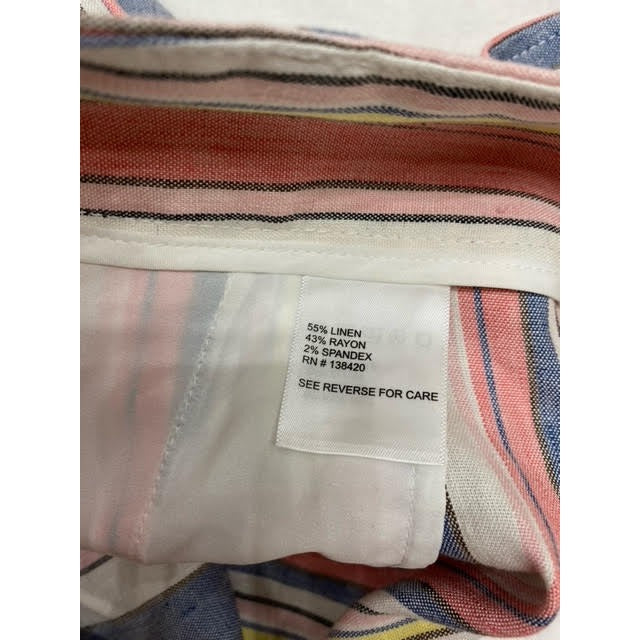 55% LINEN
43% RAYON
2% SPANDEX
RN # 138420
SEE REVERSE FOR CARE